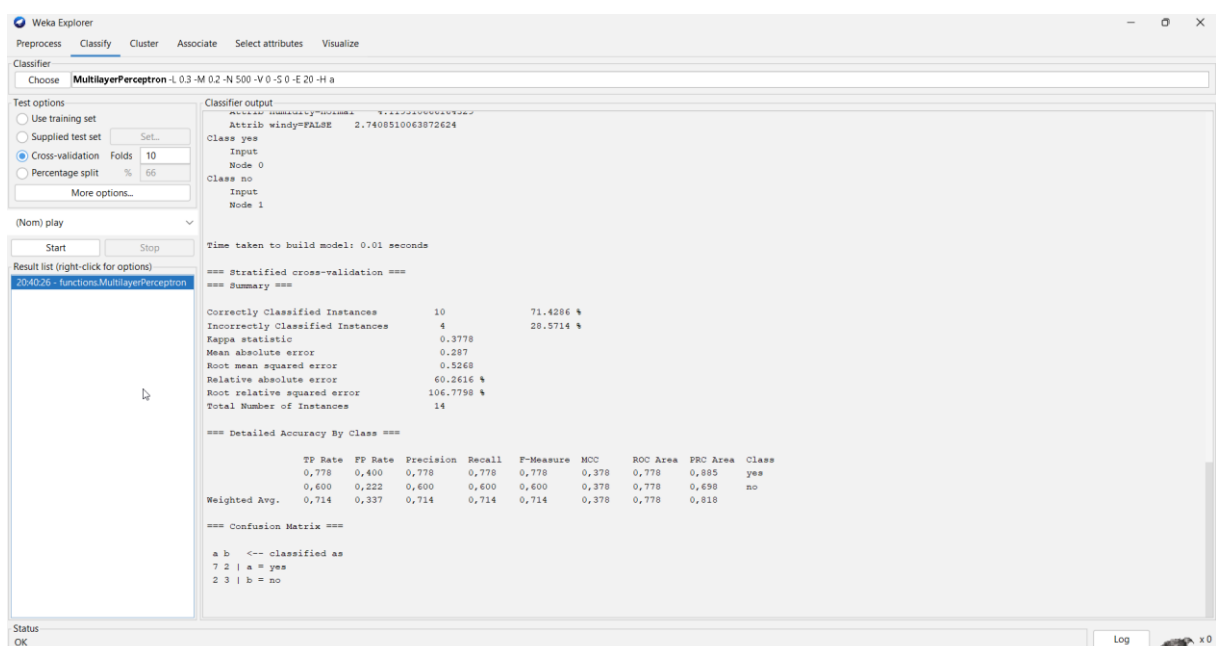 Weka Explorer
Preprocess Classify Cluster Associate Select attributes Visualize
Classifier
Choose MultilayerPerceptron -L 0.3 -M 0.2 -N 500 -V 0 -S 0 -E 20 -H a
Test options
Use training set
Supplied test set Set...
Cross-validation Folds 10
Percentage split % 66
More options...
(Nom) play
Start Stop
Result list (right-click for options)
20:40:26 - functions.MultilayerPerceptron
Classifier output
Attrib humidity=normal
Attrib windy=FALSE 2.7408510063872624
Class yes
Input
Node 0
Class no
Input
Node 1
Time taken to build model: 0.01 seconds
=== Stratified cross-validation ===
=== Summary ===
Correctly Classified Instances 10 71.4286 %
Incorrectly Classified Instances 4 28.5714 %
Kappa statistic 0.3778
Mean absolute error 0.287
Root mean squared error 0.5268
Relative absolute error 60.2616 %
Root relative squared error 106.7798 %
Total Number of Instances 14
=== Detailed Accuracy By Class ===
TP Rate FP Rate Precision Recall F-Measure MCC ROC Area PRC Area Class
0,778 0,400 0,778 0,778 0,778 0,378 0,778 0,885 yes
0,600 0,222 0,600 0,600 0,600 0,378 0,778 0,698 no
Weighted Avg. 0,714 0,337 0,714 0,714 0,714 0,378 0,778 0,818
=== Confusion Matrix ===
a b <-- classified as
7 2 | a = yes
2 3 | b = no
Status
OK
Log x 0